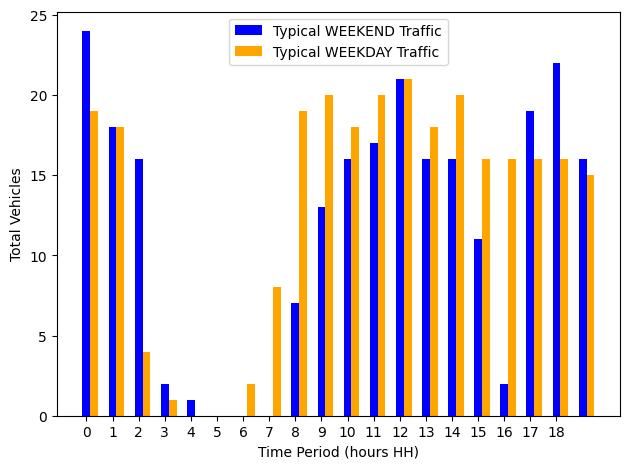 Typical WEEKEND Traffic
Typical WEEKDAY Traffic
25
20
15
10
5
0
Total Vehicles
0 1 2 3 4 5 6 7 8 9 10 11 12 13 14 15 16 17 18
Time Period (hours HH)